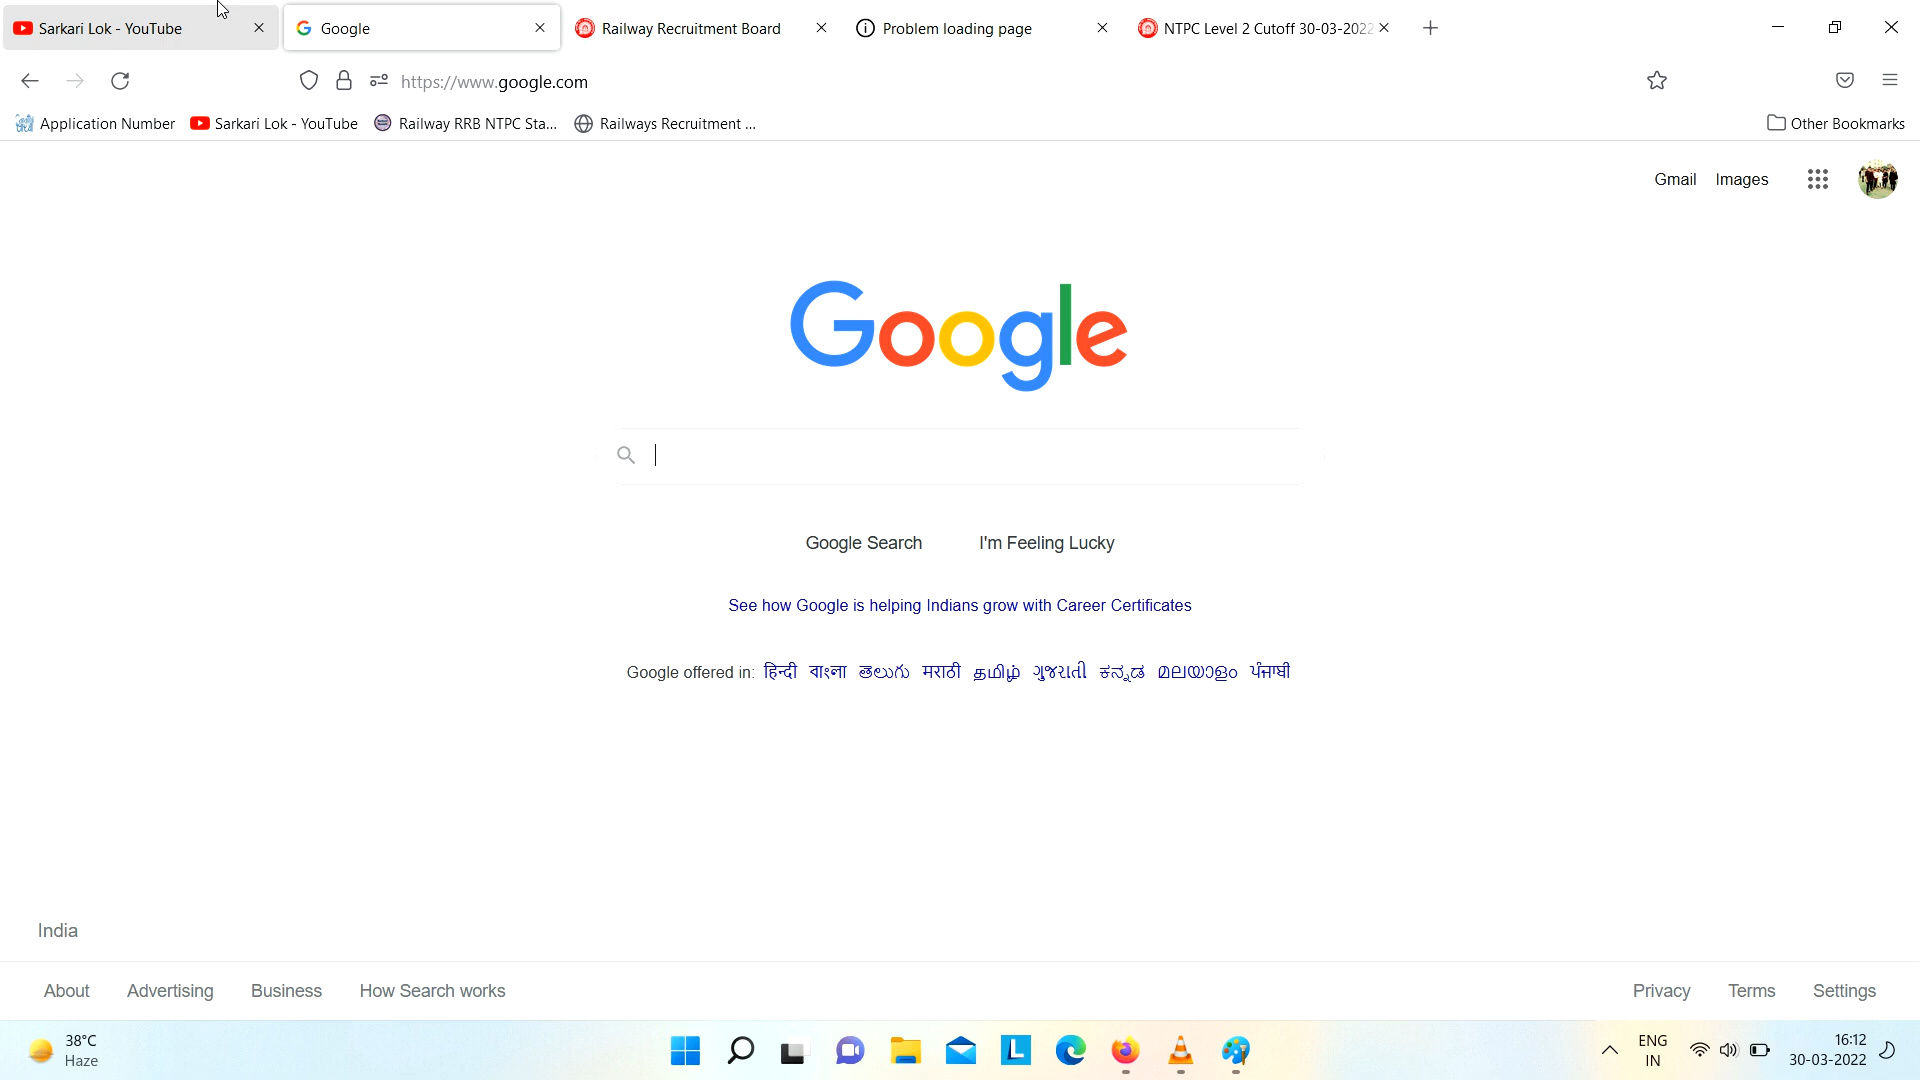 Sarkari Lok - YouTube
Google
Railway Recruitment Board
Problem loading page
NTPC Level 2 Cutoff 30-03-2022
https://www.google.com
Application Number
Sarkari Lok - YouTube
Railway RRB NTPC Sta...
Railways Recruitment ...
Other Bookmarks
Gmail Images
Google
Google Search I'm Feeling Lucky
See how Google is helping Indians grow with Career Certificates
Google offered in: हिन्दी বাংলা తెలుగు मराठी தமிழ் ગુજરાતી ಕನ್ನಡ മലയാളം ਪੰਜਾਬੀ
India
About Advertising Business How Search works Privacy Terms Settings
38°C
Haze
ENG
IN
16:12
30-03-2022